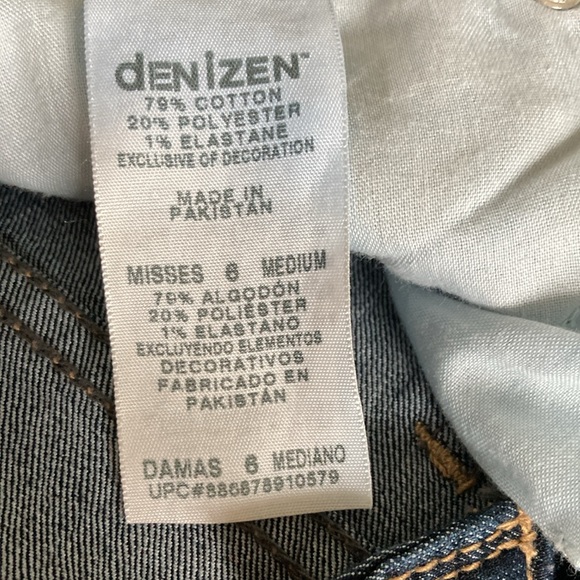 dENiZEN™
79% COTTON
20% POLYESTER
1% ELASTANE
EXCLUSIVE OF DECORATION
MADE IN
PAKISTAN
MISSES 6 MEDIUM
79% ALGODÓN
20% POLIÉSTER
1% ELASTANO
EXCLUYENDO ELEMENTOS
DECORATIVOS
FABRICADO EN
PAKISTÁN
DAMAS 6 MEDIANO
UPC#886878910579